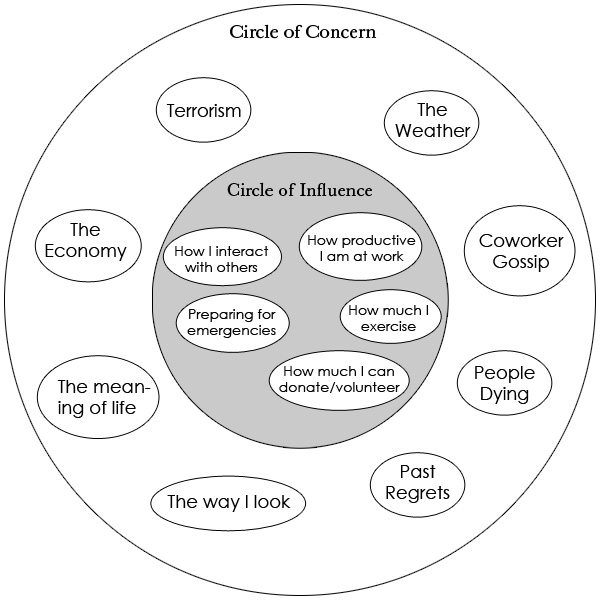 Circle of Concern
Terrorism
The
Weather
Circle of Influence
The
Economy
How I interact
with others
How productive
I am at work
Coworker
Gossip
Preparing for
emergencies
How much I
exercise
How much I can
donate/volunteer
The mean-
ing of life
People
Dying
The way I look
Past
Regrets